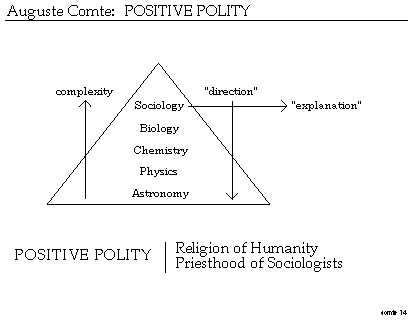 Auguste Comte: POSITIVE POLITY
complexity
"direction"
Sociology
"explanation"
Biology
Chemistry
Physics
Astronomy
POSITIVE POLITY
Religion of Humanity
Priesthood of Sociologists
comte 14